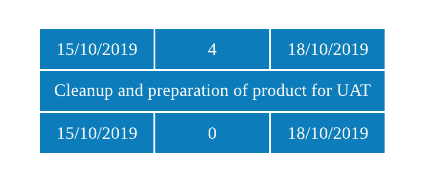 15/10/2019 4 18/10/2019
Cleanup and preparation of product for UAT
15/10/2019 0 18/10/2019